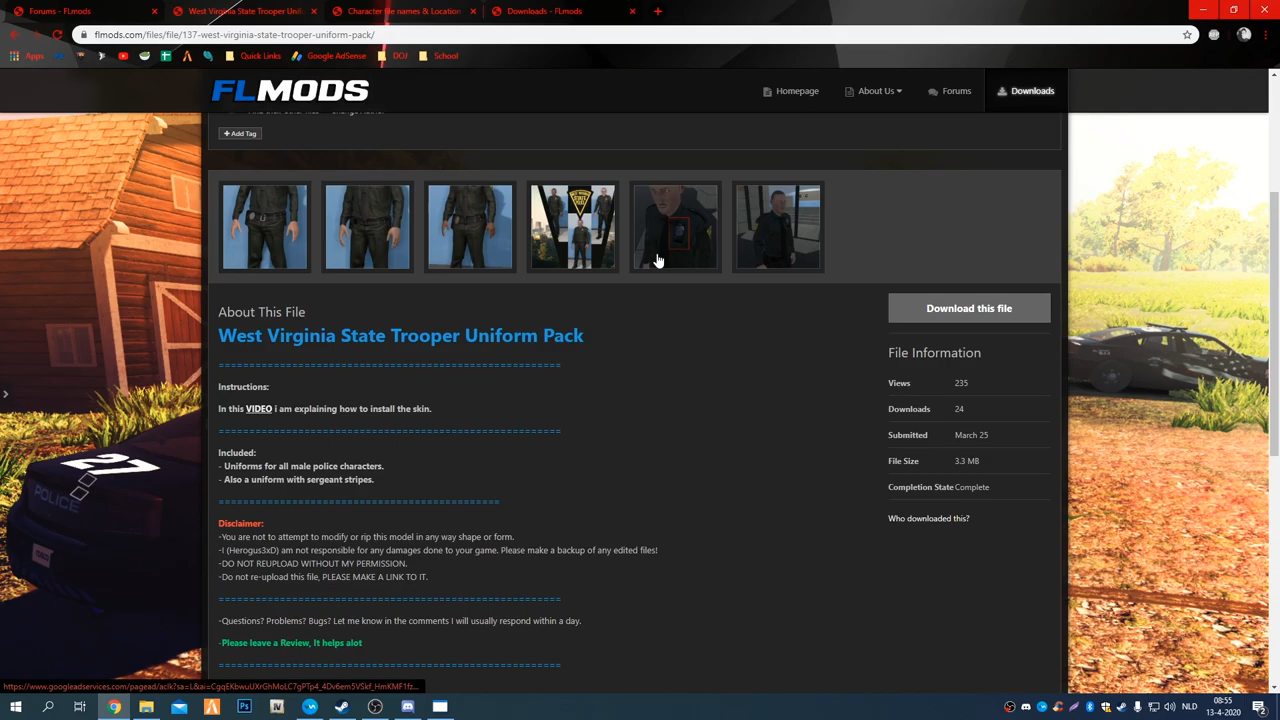 Forums - FLmods
West Virginia State Trooper Unif
Character file names & Location
Downloads - FLmods
flmods.com/files/file/137-west-virginia-state-trooper-uniform-pack/
Apps
Quick Links
Google AdSense
DOJ
School
FLMODS
Homepage
About Us
Forums
Downloads
+ Add Tag
About This File
West Virginia State Trooper Uniform Pack
Download this file
File Information
Views 235
Downloads 24
Submitted March 25
File Size 3.3 MB
Completion State Complete
Who downloaded this?
========================================================
Instructions:
In this VIDEO i am explaining how to install the skin.
========================================================
Included:
- Uniforms for all male police characters.
- Also a uniform with sergeant stripes.
==============================================
Disclaimer:
-You are not to attempt to modify or rip this model in any way shape or form.
-I (Herogus3xD) am not responsible for any damages done to your game. Please make a backup of any edited files!
-DO NOT REUPLOAD WITHOUT MY PERMISSION.
-Do not re-upload this file, PLEASE MAKE A LINK TO IT.
========================================================
-Questions? Problems? Bugs? Let me know in the comments I will usually respond within a day.
-Please leave a Review, It helps alot
========================================================
27
POLICE
NLD
08:55
13-4-2020